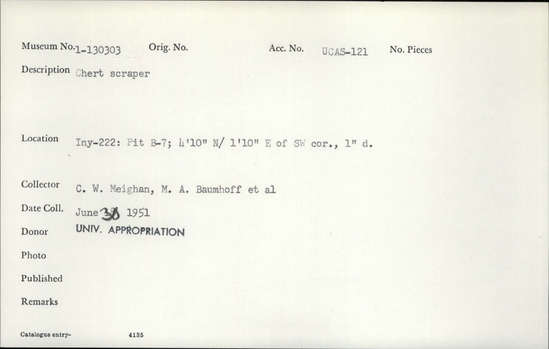 Museum No. 1-130303 Orig. No. Acc. No. UCAS-121 No. Pieces
Description Chert scraper
Location Iny-222: Pit B-7; 4'10" N/ 1'10" E of SW cor., 1" d.
Collector C. W. Meighan, M. A. Baumhoff et al
Date Coll. June 1951
Donor UNIV. APPROPRIATION
Photo
Published
Remarks
Catalogue entry- 4135